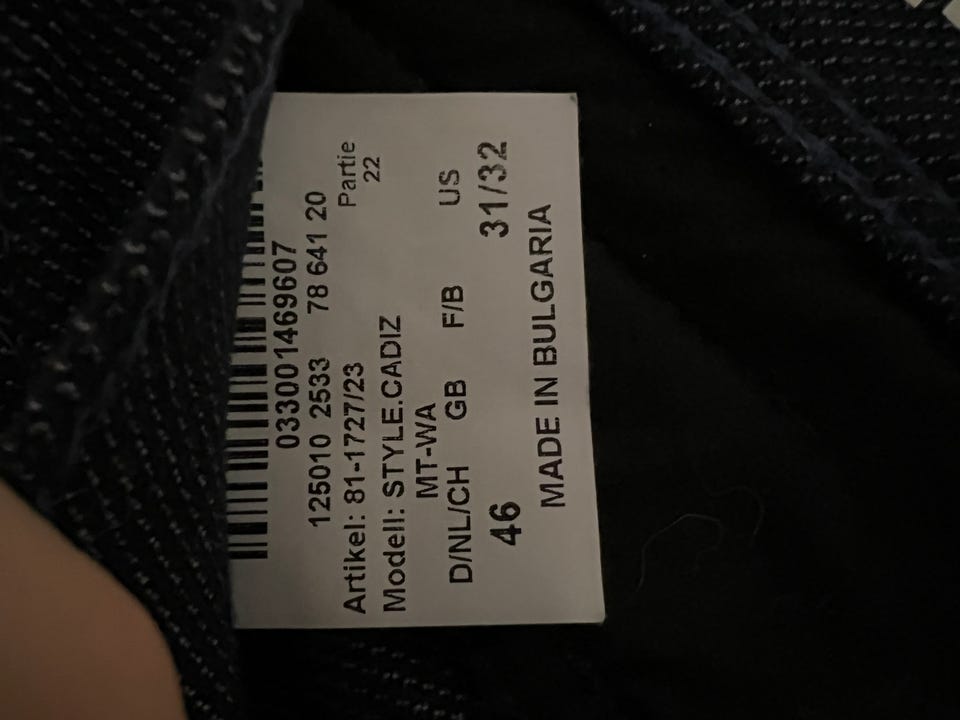 033001469607
125010 2533 78 641 20
Artikel: 81-1727/23 Partie
Modell: STYLE.CADIZ 22
MT-WA
D/NL/CH GB F/B US
46 31/32
MADE IN BULGARIA